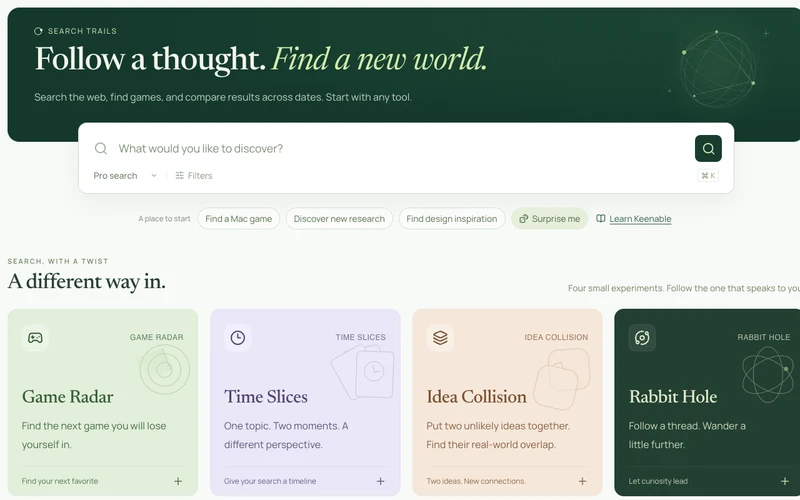 SEARCH TRAILS
Follow a thought. Find a new world.
Search the web, find games, and compare results across dates. Start with any tool.
What would you like to discover?
Pro search
Filters
⌘ K
A place to start
Find a Mac game
Discover new research
Find design inspiration
Surprise me
Learn Keenable
SEARCH, WITH A TWIST
A different way in.
Four small experiments. Follow the one that speaks to you
GAME RADAR
Game Radar
Find the next game you will lose
yourself in.
Find your next favorite
TIME SLICES
Time Slices
One topic. Two moments. A
different perspective.
Give your search a timeline
IDEA COLLISION
Idea Collision
Put two unlikely ideas together.
Find their real-world overlap.
Two ideas. New connections.
RABBIT HOLE
Rabbit Hole
Follow a thread. Wander a
little further.
Let curiosity lead